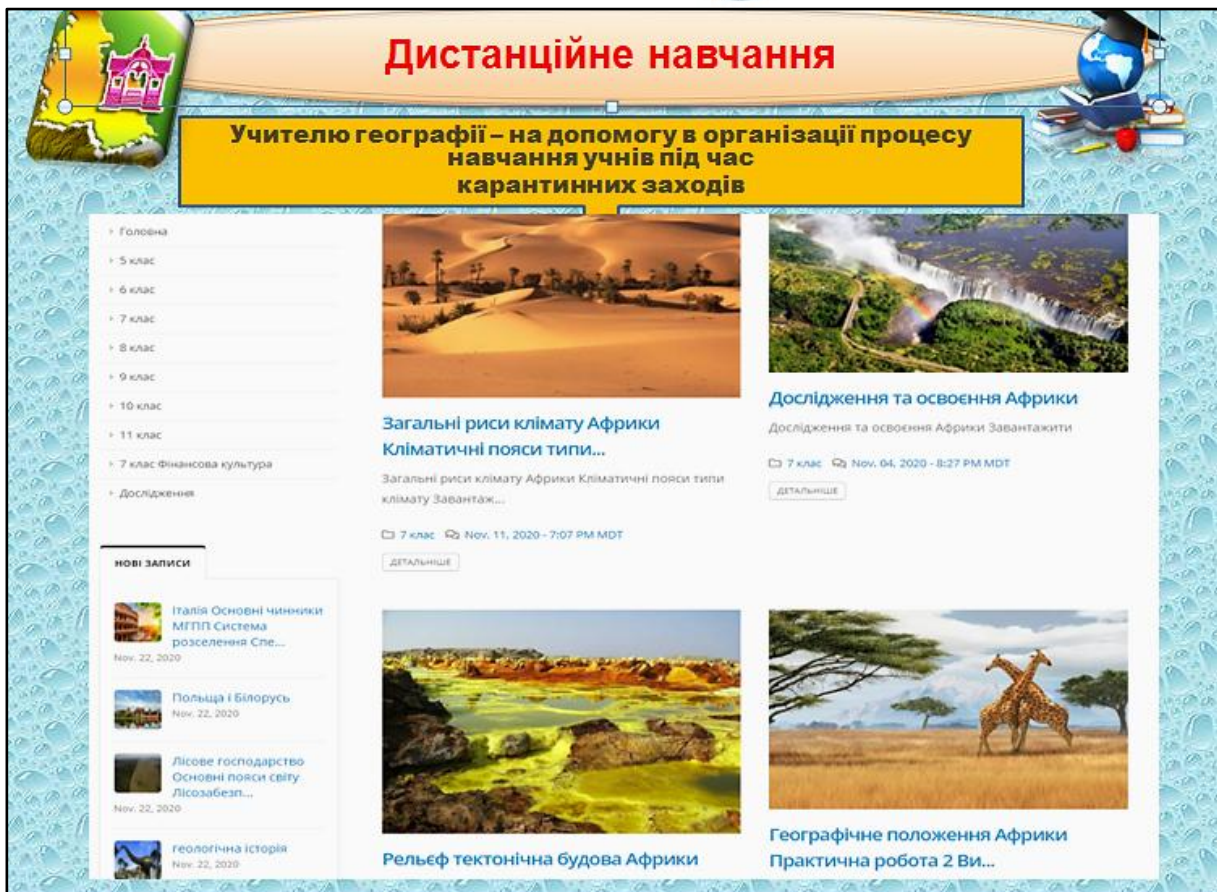 Дистанційне навчання
Учителю географії – на допомогу в організації процесу
навчання учнів під час
карантинних заходів
Головна
5 клас
6 клас
7 клас
8 клас
9 клас
10 клас
11 клас
7 клас Фінансова культура
Дослідження
НОВІ ЗАПИСИ
Італія Основні чинники
МГПП Система
розселення Спе...
Nov. 22, 2020
Польща і Білорусь
Nov. 22, 2020
Лісове господарство
Основні пояси світу
Лісозабезп...
Nov. 22, 2020
геологічна історія
Nov. 22, 2020
Загальні риси клімату Африки
Кліматичні пояси типи...
Загальні риси клімату Африки Кліматичні пояси типи
клімату Завантаж...
7 клас Nov. 11, 2020 - 7:07 PM MDT
ДЕТАЛЬНІШЕ
Дослідження та освоєння Африки
Дослідження та освоєння Африки Завантажити
7 клас Nov. 04, 2020 - 8:27 PM MDT
ДЕТАЛЬНІШЕ
Рельєф тектонічна будова Африки
Географічне положення Африки
Практична робота 2 Ви...